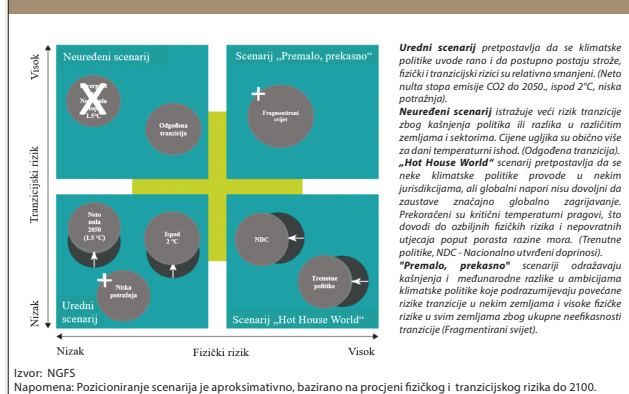 Neuređeni scenarij
Scenarij „Premalo, prekasno“
Visok
Tranzicijski rizik
Nizak
1.5°C
Odgođena
tranzicija
Fragmentirani
svijet
Neto
nula
2050
(1.5 °C)
Ispod
2 °C
Niska
potražnja
NDC
Trenutne
politike
Uredni
scenarij
Scenarij „Hot House World“
Nizak
Fizički rizik
Visok
Uredni scenarij pretpostavlja da se klimatske
politike uvode rano i da postupno postaju strože,
fizički i tranzicijski rizici su relativno smanjeni. (Neto
nulta stopa emisije CO2 do 2050., ispod 2°C, niska
potražnja).
Neuređeni scenarij istražuje veći rizik tranzicije
zbog kašnjenja politika ili razlika u različitim
zemljama i sektorima. Cijene ugljika su obično više
za dani temperaturni ishod. (Odgođena tranzicija).
„Hot House World“ scenarij pretpostavlja da se
neke klimatske politike provode u nekim
jurisdikcijama, ali globalni napori nisu dovoljni da
zaustave značajno globalno zagrijavanje.
Prekoračeni su kritični temperaturni pragovi, što
dovodi do ozbiljnih fizičkih rizika i nepovratnih
utjecaja poput porasta razine mora. (Trenutne
politike, NDC - Nacionalno utvrđeni doprinosi).
"Premalo, prekasno" scenariji odražavaju
kašnjenja i međunarodne razlike u ambicijama
klimatske politike koje podrazumijevaju povećane
rizike tranzicije u nekim zemljama i visoke fizičke
rizike u svim zemljama zbog ukupne neefikasnosti
tranzicije (Fragmentirani svijet).
Izvor: NGFS
Napomena: Pozicioniranje scenarija je aproksimativno, bazirano na procjeni fizičkog i tranzicijskog rizika do 2100.